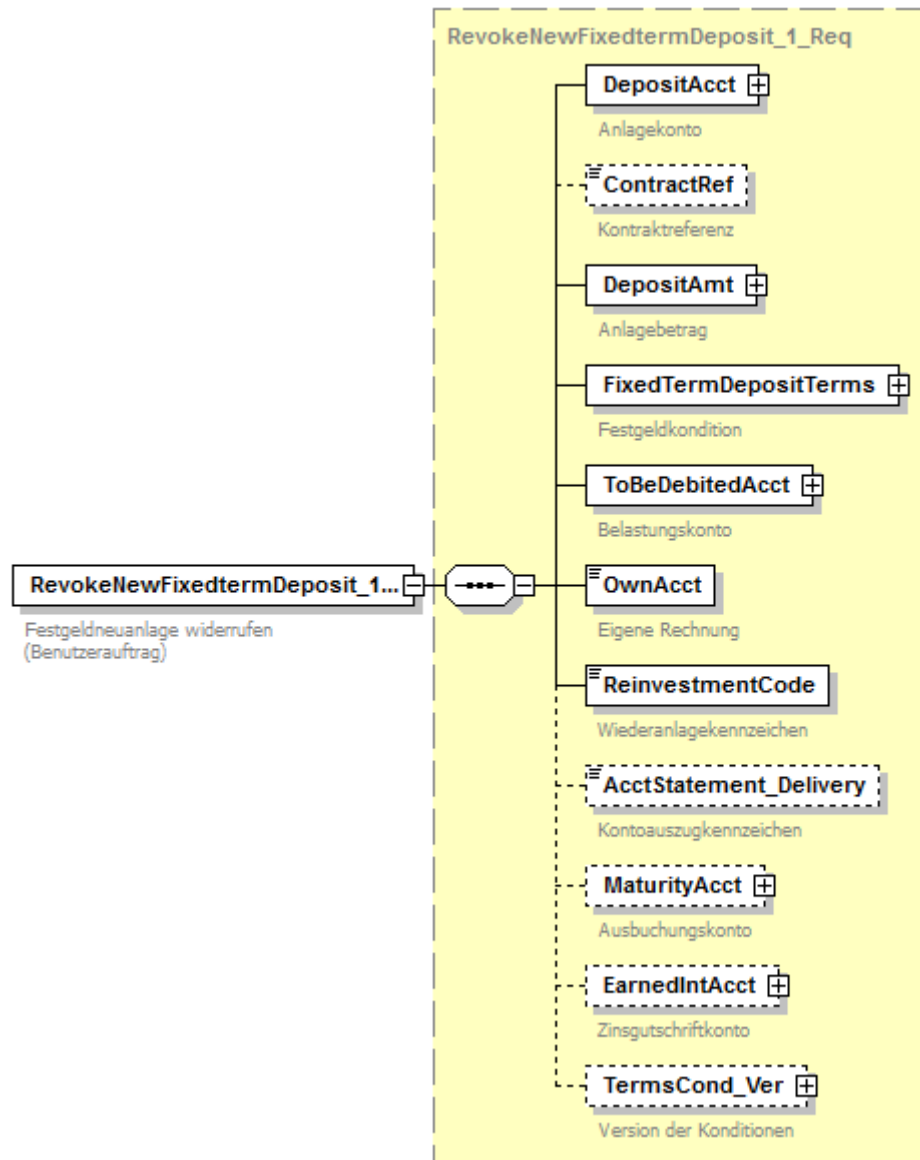 RevokeNewFixedtermDeposit_1_Req
DepositAcct
Anlagekonto
ContractRef
Kontraktreferenz
DepositAmt
Anlagebetrag
FixedTermDepositTerms
Festgeldkondition
ToBeDebitedAcct
Belastungskonto
RevokeNewFixedtermDeposit_1...
Festgeldneuanlage widerrufen
(Benutzerauftrag)
OwnAcct
Eigene Rechnung
ReinvestmentCode
Wiederanlagekennzeichen
AcctStatement_Delivery
Kontoauszugkennzeichen
MaturityAcct
Ausbuchungskonto
EarnedIntAcct
Zinsgutschriftkonto
TermsCond_Ver
Version der Konditionen